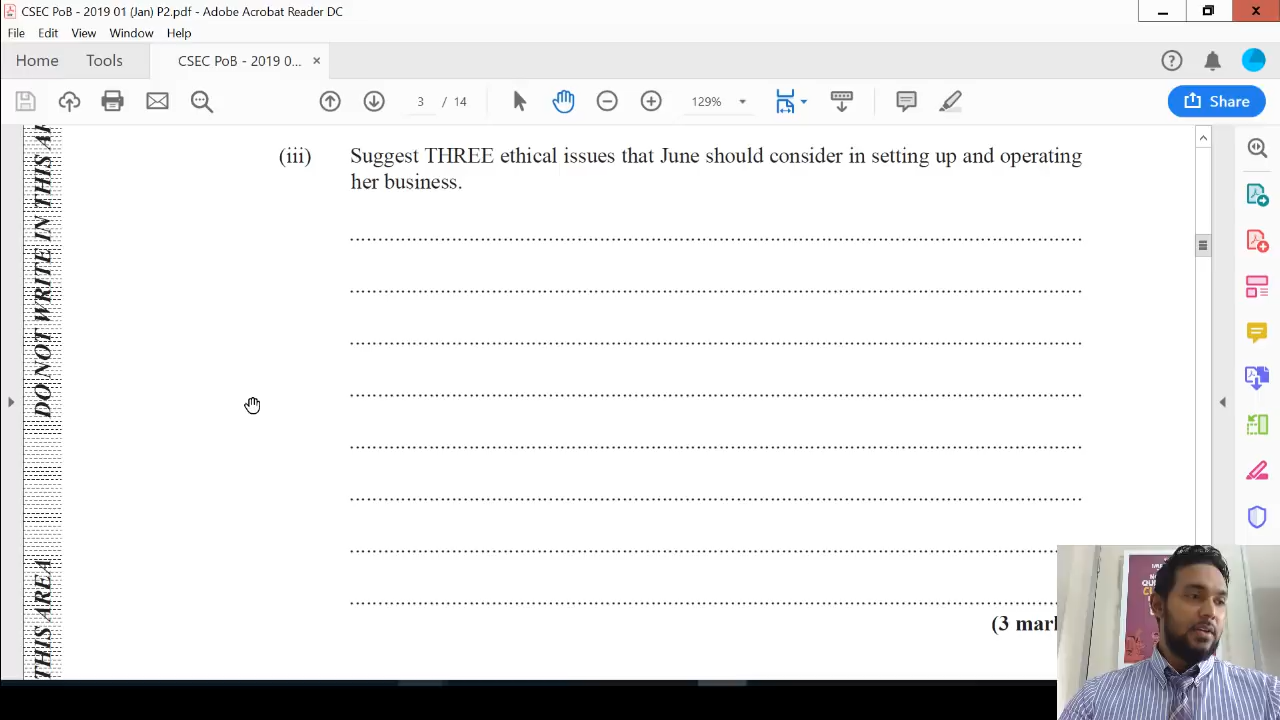 CSEC PoB - 2019 01 (Jan) P2.pdf - Adobe Acrobat Reader DC
File Edit View Window Help
Home Tools CSEC PoB - 2019 0... ×
3 / 14 129% Share
(iii) Suggest THREE ethical issues that June should consider in setting up and operating
her business.
(3 mark
DO NOT WRITE IN THIS A
THIS AREA